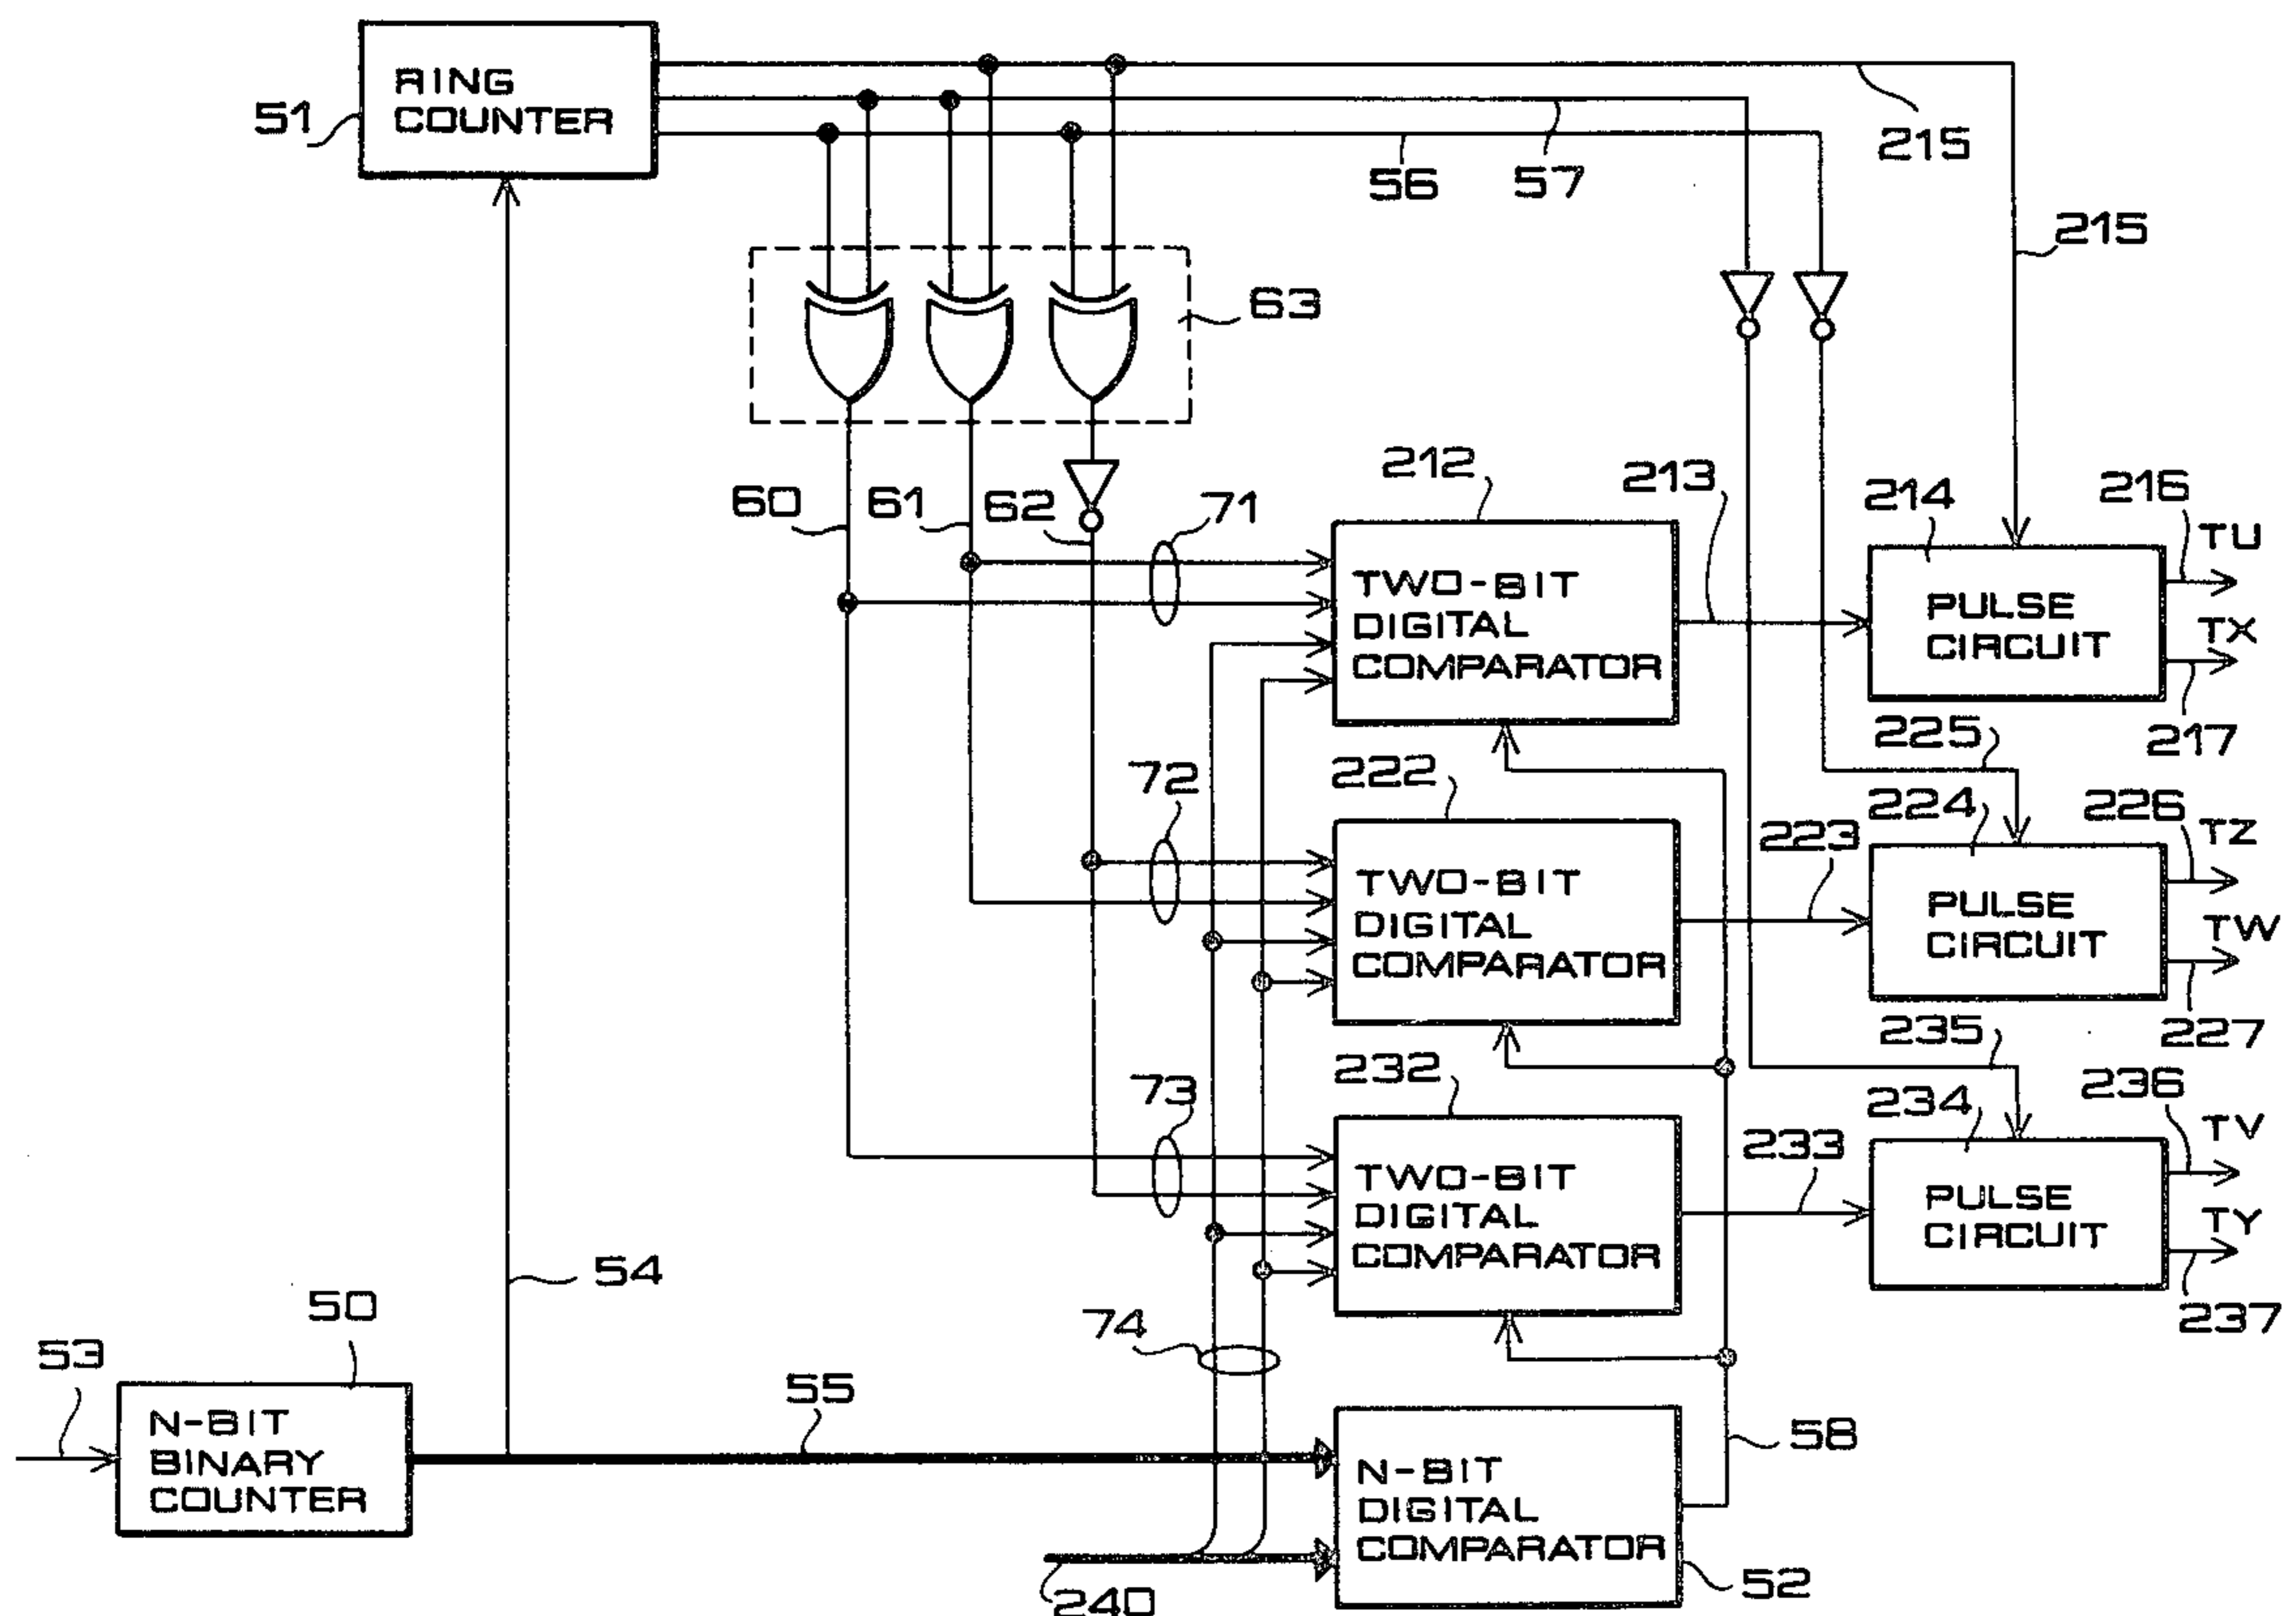 RING
COUNTER
51
215
56
57
215
63
60
61
62
71
212
213
214
216
TU
TWO-BIT
DIGITAL
COMPARATOR
PULSE
CIRCUIT
TX
217
225
72
222
223
224
226
TZ
TWO-BIT
DIGITAL
COMPARATOR
PULSE
CIRCUIT
TW
227
235
73
232
233
234
236
TV
TWO-BIT
DIGITAL
COMPARATOR
PULSE
CIRCUIT
TY
237
54
74
50
53
55
N-BIT
BINARY
COUNTER
58
N-BIT
DIGITAL
COMPARATOR
240
52